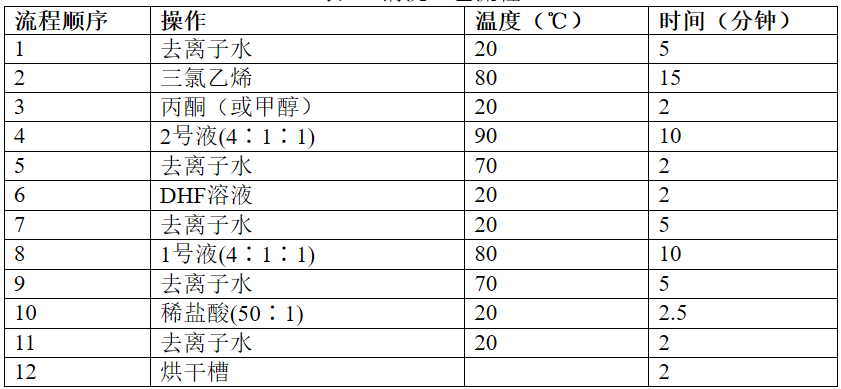 流程顺序 操作 温度（℃） 时间（分钟）
1 去离子水 20 5
2 三氯乙烯 80 15
3 丙酮（或甲醇） 20 2
4 2号液(4∶1∶1) 90 10
5 去离子水 70 2
6 DHF溶液 20 2
7 去离子水 20 5
8 1号液(4∶1∶1) 80 10
9 去离子水 70 5
10 稀盐酸(50∶1) 20 2.5
11 去离子水 20 2
12 烘干槽 2